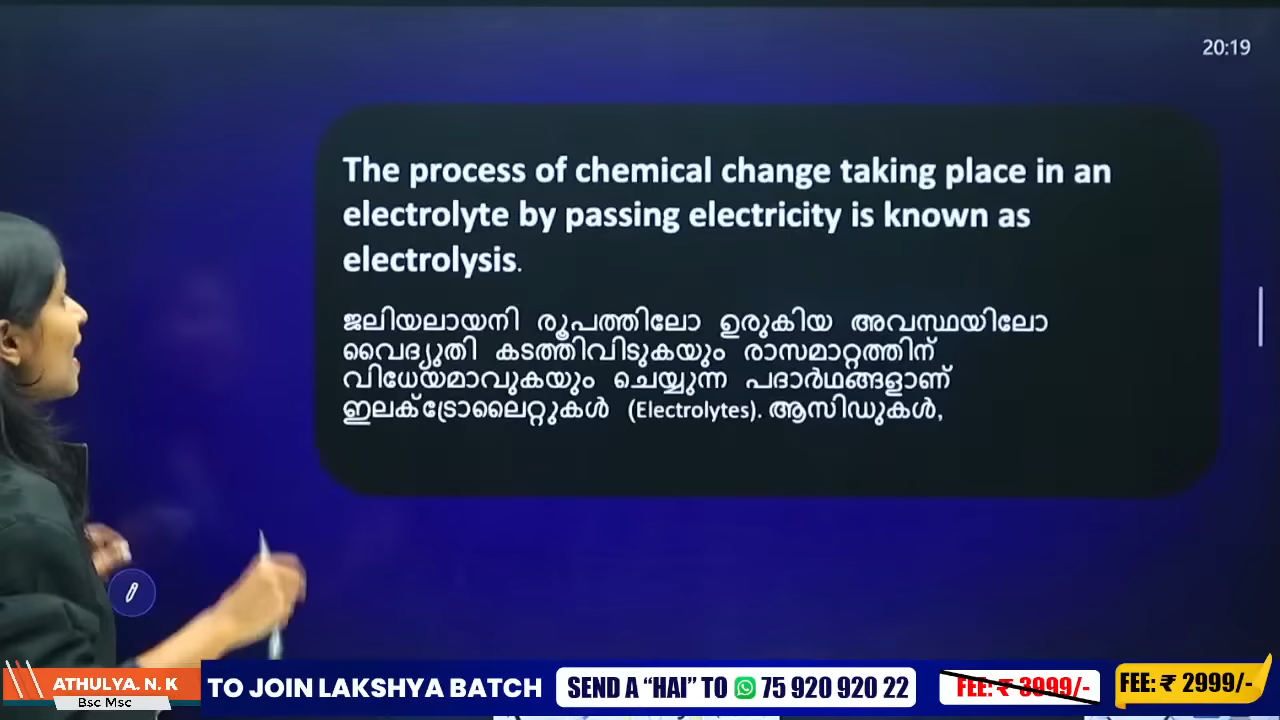 20:19
The process of chemical change taking place in an
electrolyte by passing electricity is known as
electrolysis.
ജലിയലായനി രൂപത്തിലോ ഉരുകിയ അവസ്ഥയിലോ
വൈദ്യുതി കടത്തിവിടുകയും രാസമാറ്റത്തിന്
വിധേയമാവുകയും ചെയ്യുന്ന പദാർഥങ്ങളാണ്
ഇലക്ട്രോലൈറ്റുകൾ (Electrolytes). ആസിഡുകൾ,
ATHULYA. N. K
Bsc Msc
TO JOIN LAKSHYA BATCH
SEND A “HAI” TO 75 920 920 22
FEE: ₹ 3999/-
FEE: ₹ 2999/-